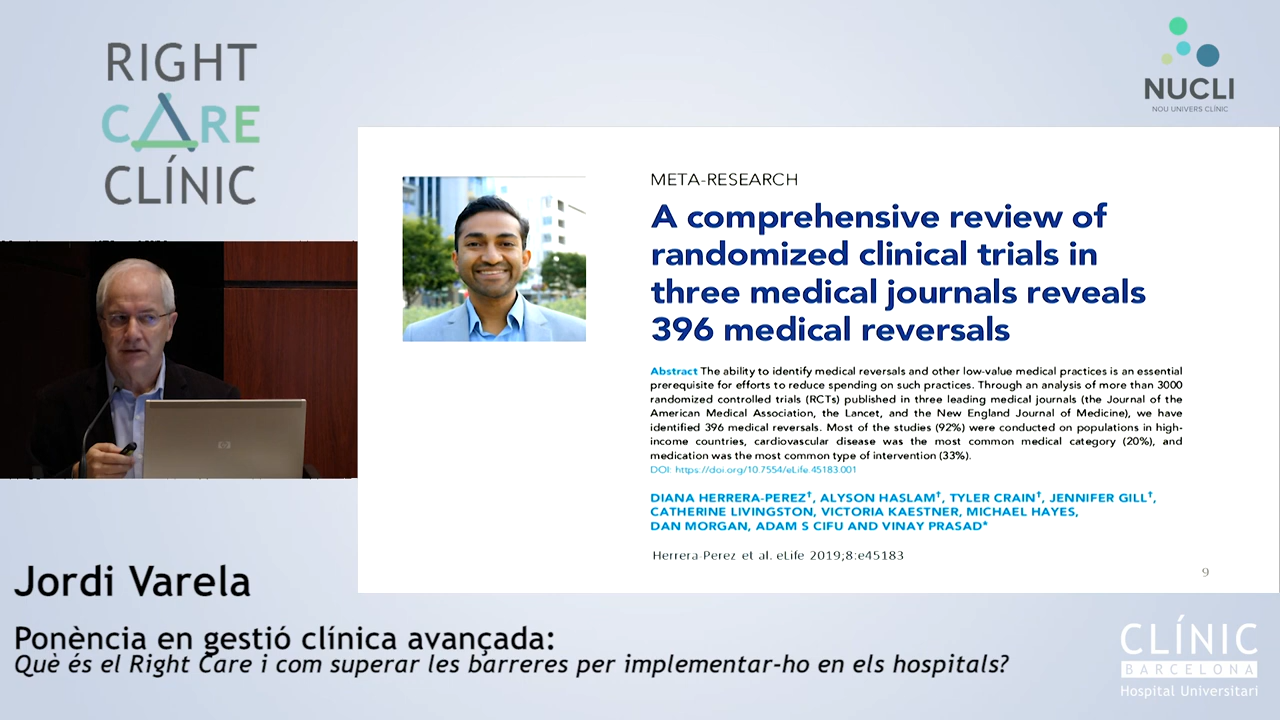 RIGHT
CARE
CLÍNIC
NUCLI
NOU UNIVERS CLÍNIC
META-RESEARCH
A comprehensive review of
randomized clinical trials in
three medical journals reveals
396 medical reversals
Abstract The ability to identify medical reversals and other low-value medical practices is an essential
prerequisite for efforts to reduce spending on such practices. Through an analysis of more than 3000
randomized controlled trials (RCTs) published in three leading medical journals (the Journal of the
American Medical Association, the Lancet, and the New England Journal of Medicine), we have
identified 396 medical reversals. Most of the studies (92%) were conducted on populations in high-
income countries, cardiovascular disease was the most common medical category (20%), and
medication was the most common type of intervention (33%).
DOI: https://doi.org/10.7554/eLife.45183.001
DIANA HERRERA-PEREZ†, ALYSON HASLAM†, TYLER CRAIN†, JENNIFER GILL†,
CATHERINE LIVINGSTON, VICTORIA KAESTNER, MICHAEL HAYES,
DAN MORGAN, ADAM S CIFU AND VINAY PRASAD*
Herrera-Perez et al. eLife 2019;8:e45183
9
hp
Jordi Varela
Ponència en gestió clínica avançada:
Què és el Right Care i com superar les barreres per implementar-ho en els hospitals?
CLÍNIC
BARCELONA
Hospital Universitari